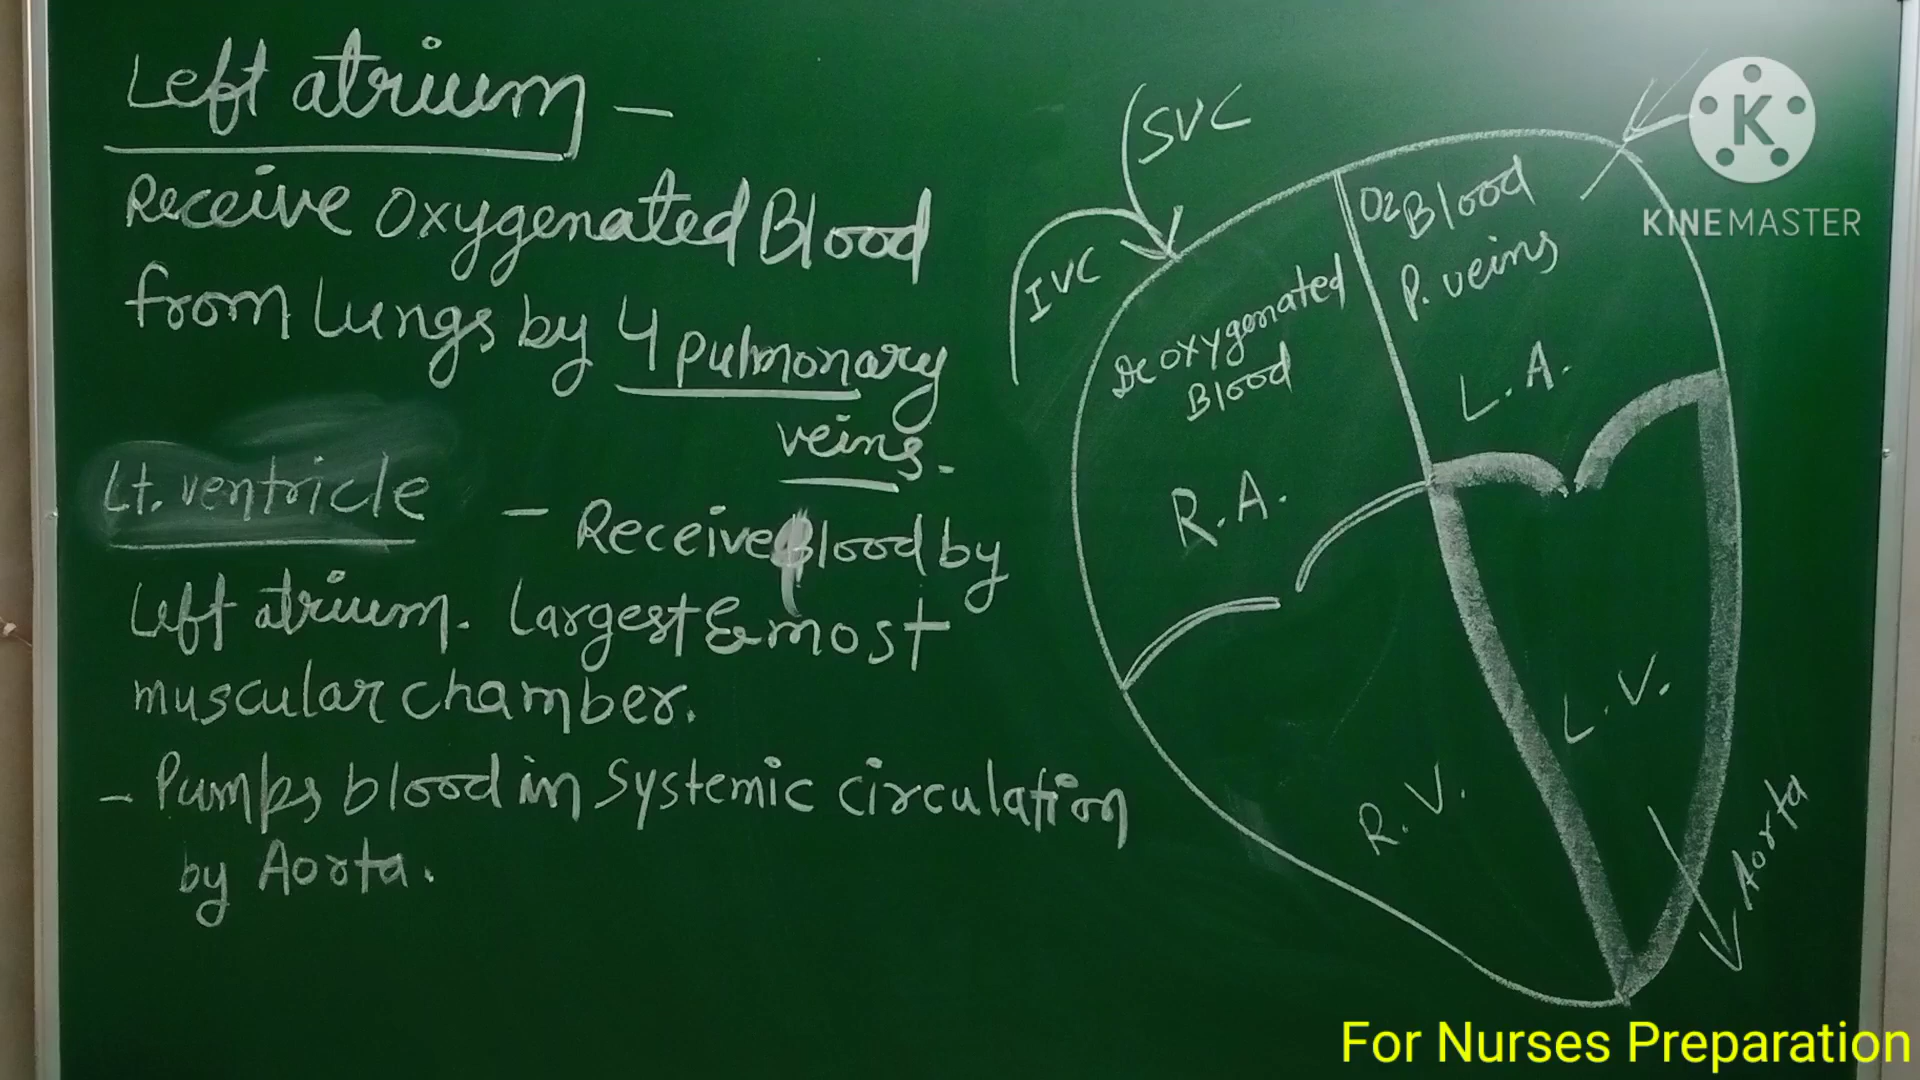 Left atrium –
Receive Oxygenated Blood
from Lungs by 4 pulmonary
veins.
Lt. ventricle – Receive Blood by
Left atrium. Largest & most
muscular chamber.
– Pumps blood in Systemic circulation
by Aorta.
SVC
IVC
Deoxygenated
Blood
R.A.
O2 Blood
P. veins
L.A.
R.V.
L.V.
Aorta
K
KINEMASTER
For Nurses Preparation